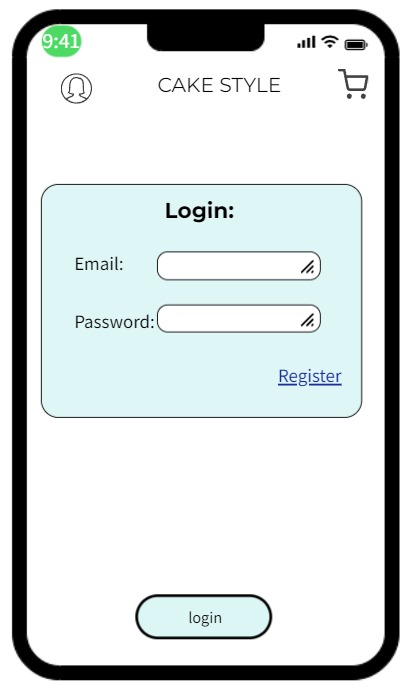 9:41
CAKE STYLE
Login:
Email:
Password:
Register
login